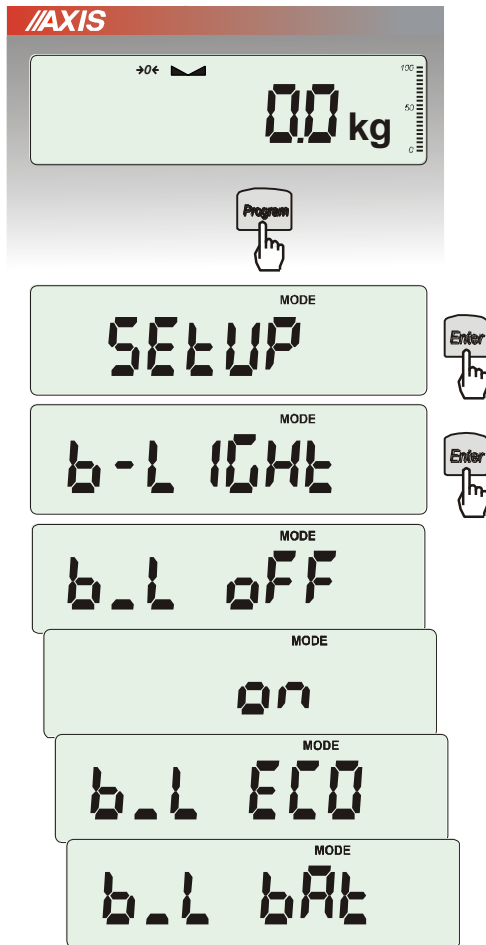 AXIS
→0← 100
50
0.0 kg
0
Program
MODE
SEtUP
Enter
MODE
b-LIGHt
Enter
MODE
b_L oFF
MODE
on
MODE
b_L ECO
MODE
b_L bAt